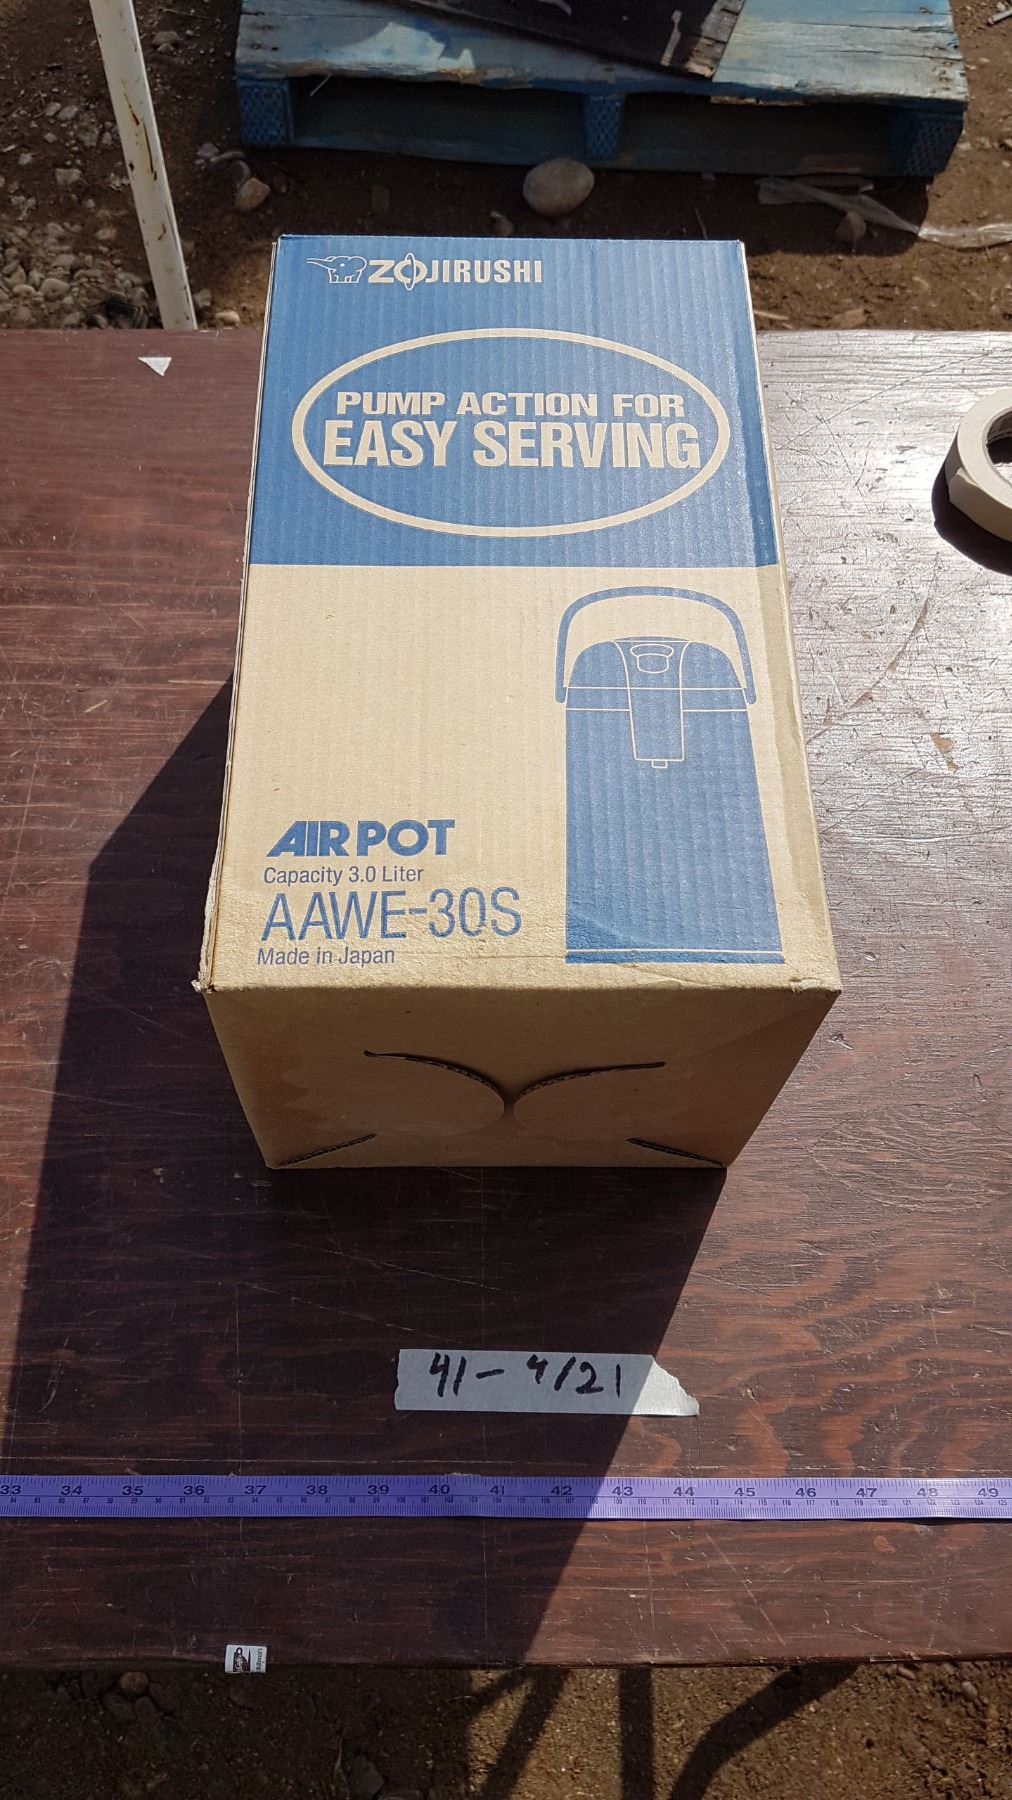 ZOJIRUSHI
PUMP ACTION FOR
EASY SERVING
AIR POT
Capacity 3.0 Liter
AAWE-30S
Made in Japan
41-4/21
33 34 35 36 37 38 39 40 41 42 43 44 45 46 47 48 49